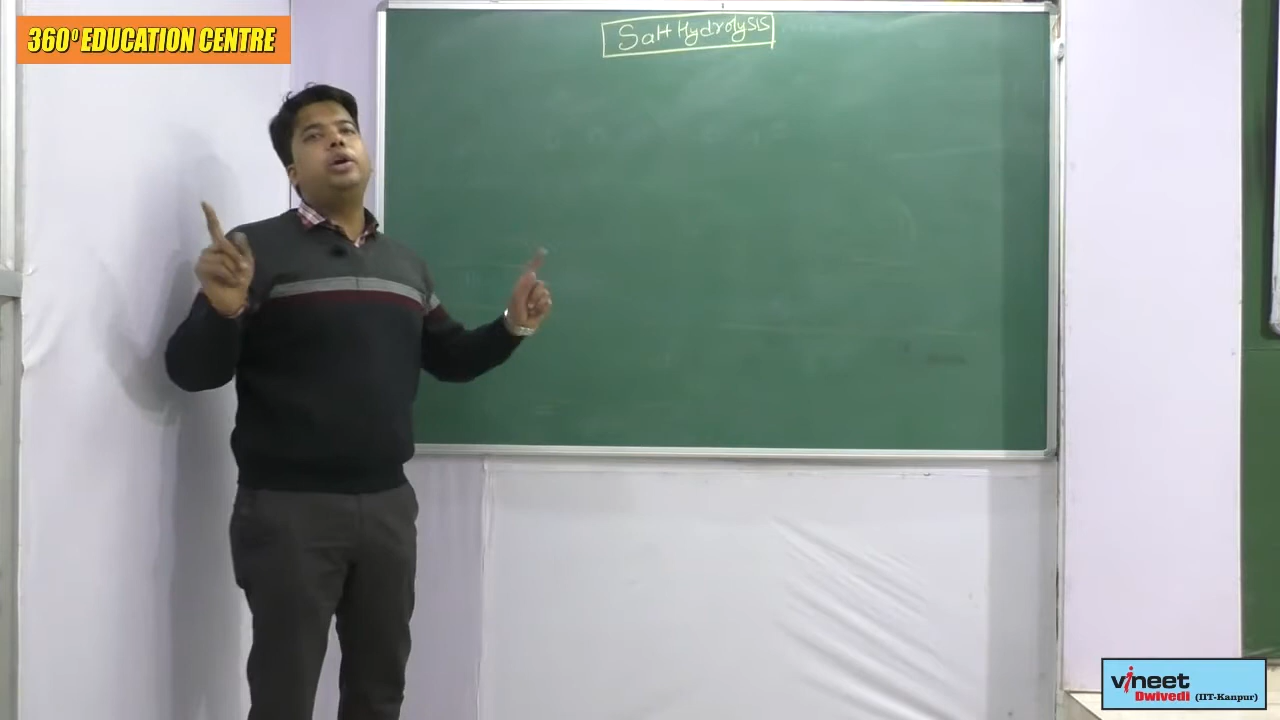 360° EDUCATION CENTRE
Salt Hydrolysis
vineet
Dwivedi (IIT-Kanpur)